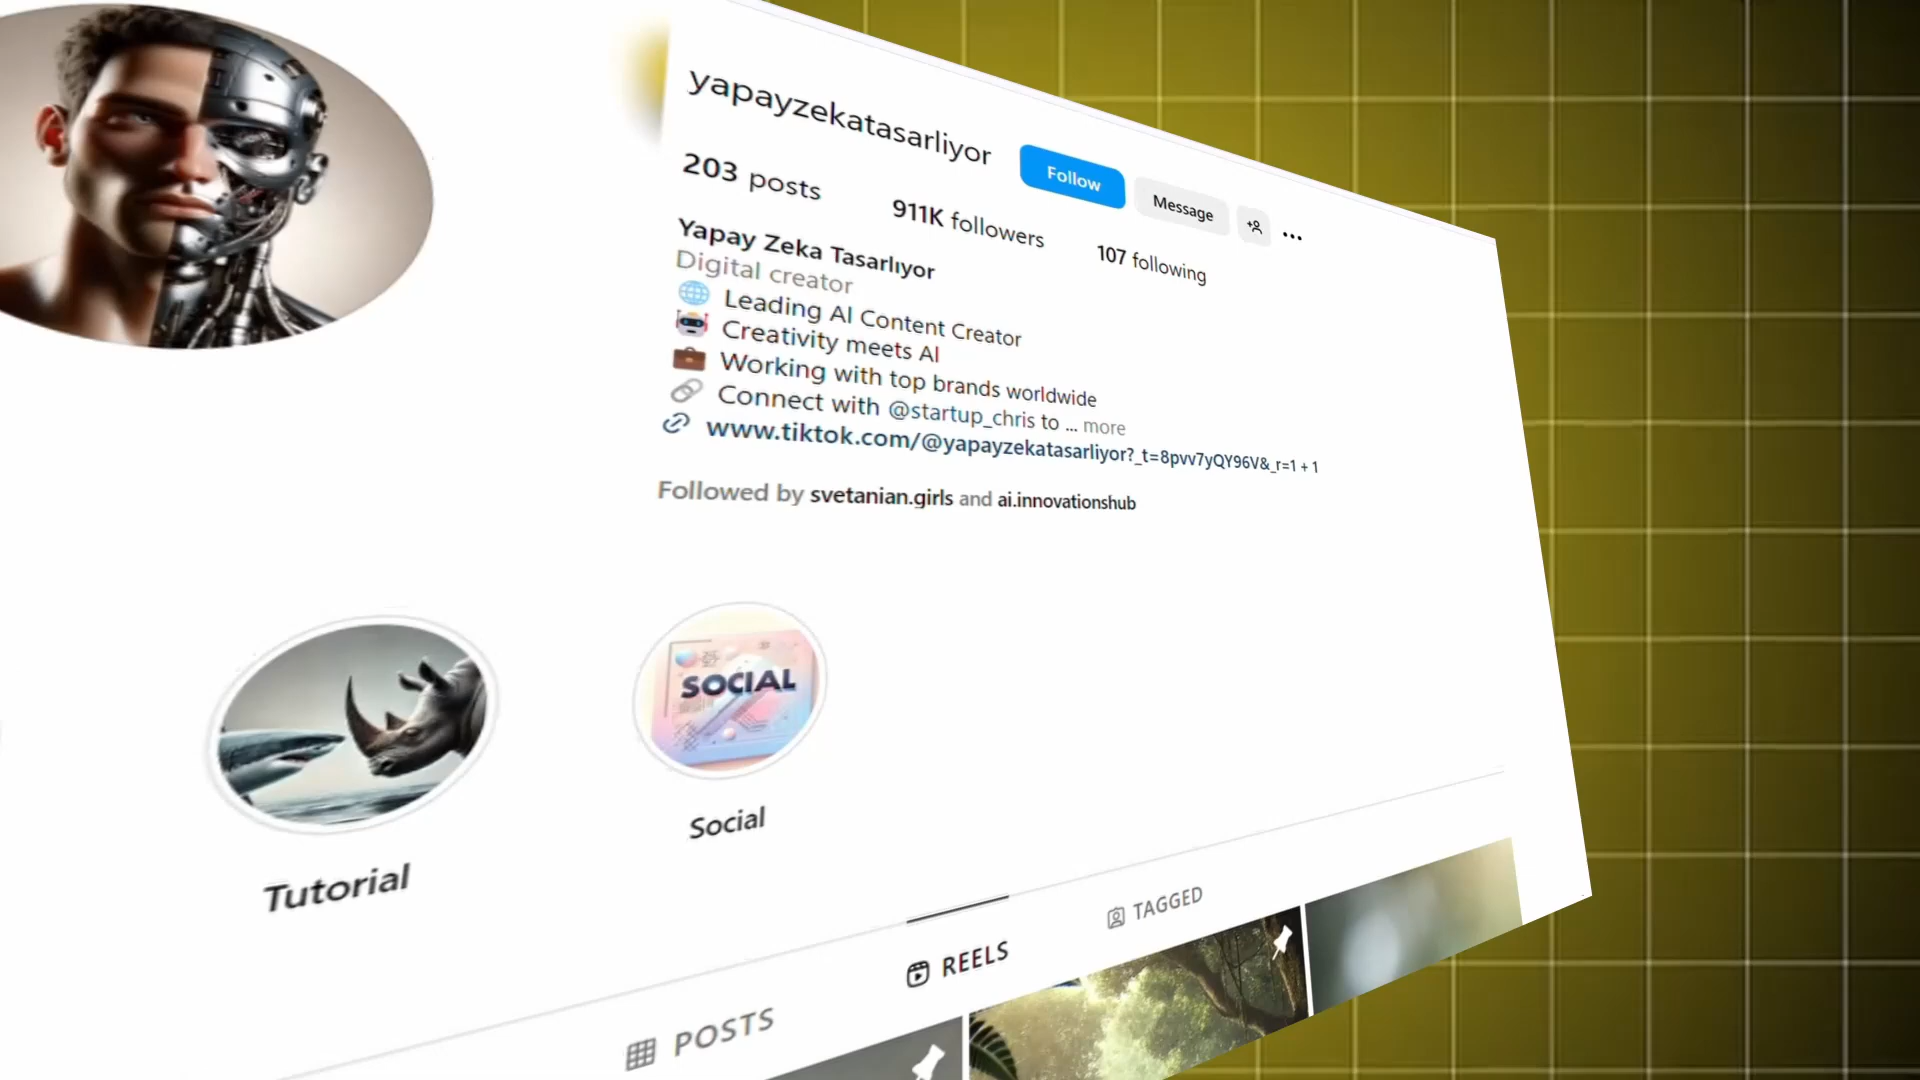 yapayzekatasarliyor
Follow
Message
203 posts
911K followers
107 following
Yapay Zeka Tasarlıyor
Digital creator
Leading AI Content Creator
Creativity meets AI
Working with top brands worldwide
Connect with @startup_chris to ... more
www.tiktok.com/@yapayzekatasarliyor?_t=8pvv7yQY96V&_r=1 + 1
Followed by svetanian.girls and ai.innovationshub
SOCIAL
Tutorial
Social
POSTS
REELS
TAGGED